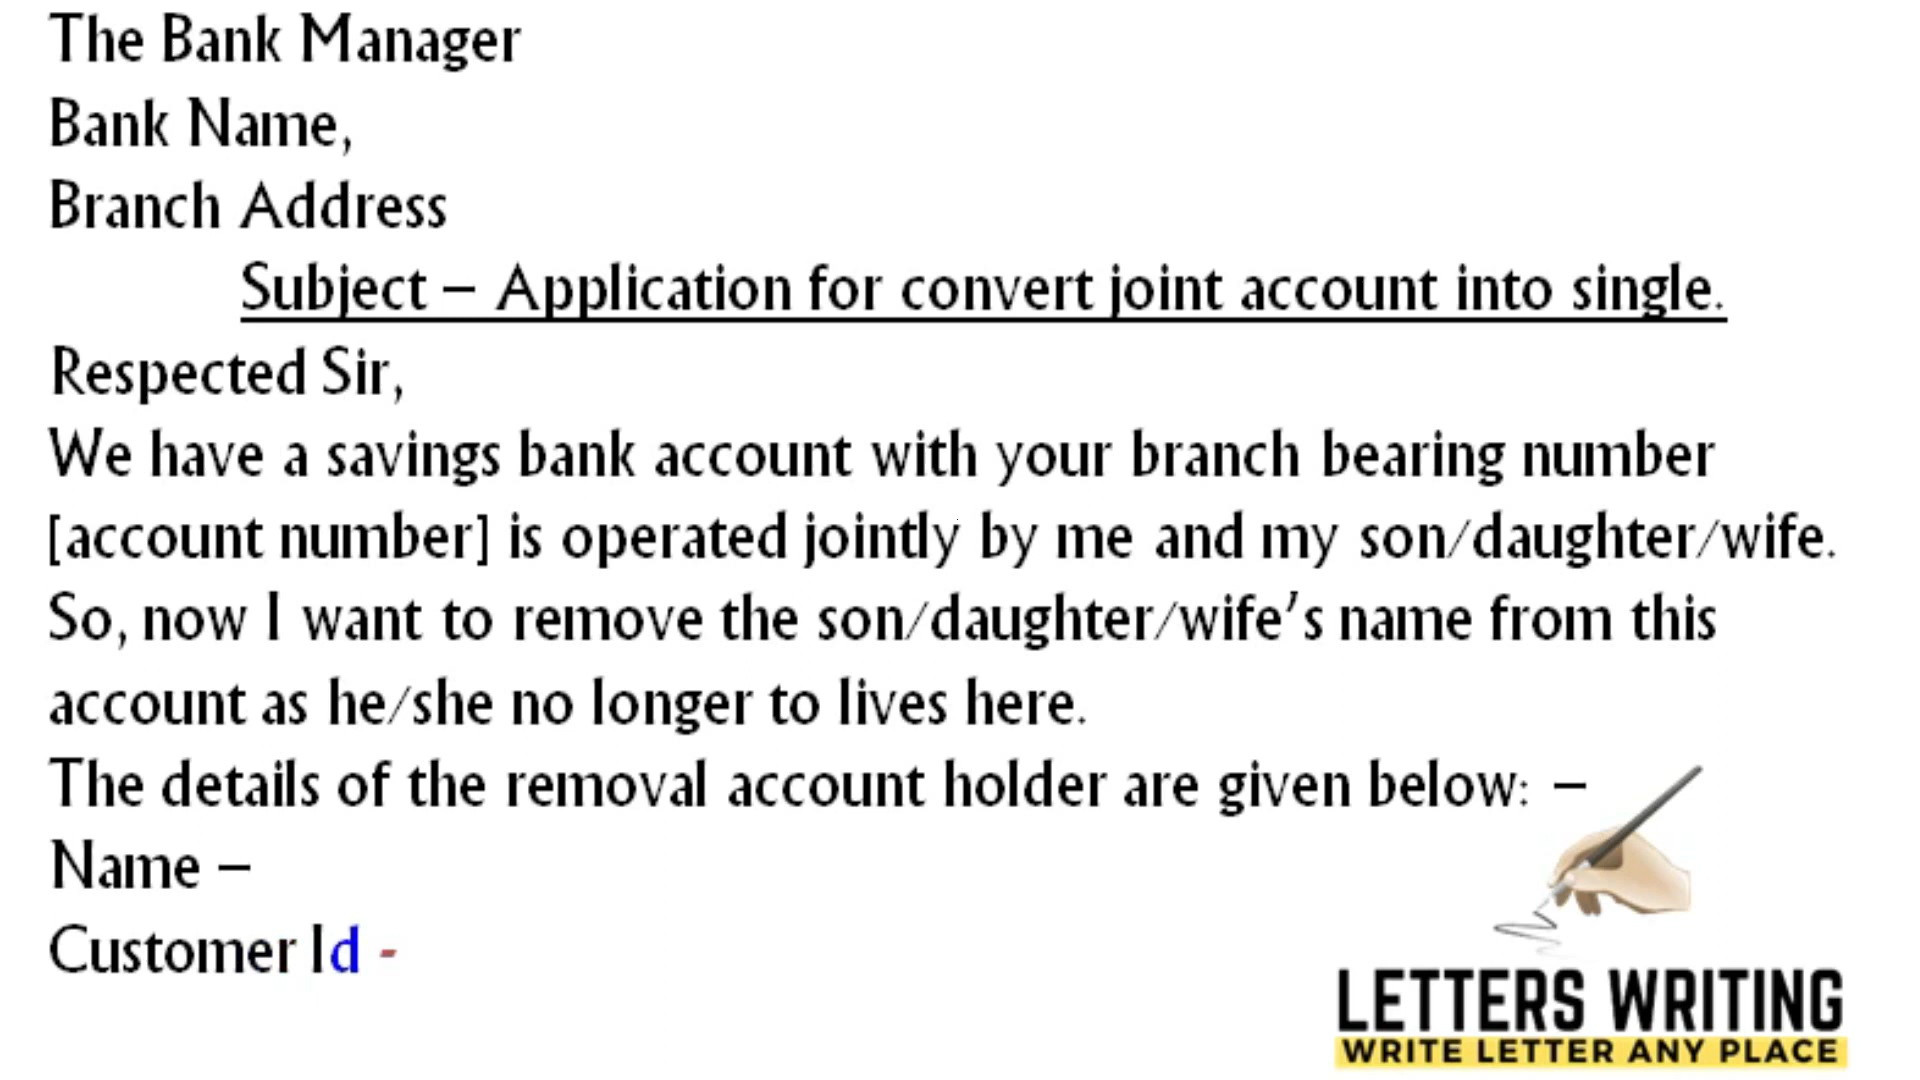 The Bank Manager
Bank Name,
Branch Address
Subject – Application for convert joint account into single.
Respected Sir,
We have a savings bank account with your branch bearing number
[account number] is operated jointly by me and my son/daughter/wife.
So, now I want to remove the son/daughter/wife’s name from this
account as he/she no longer to lives here.
The details of the removal account holder are given below: –
Name –
Customer Id -
LETTERS WRITING
WRITE LETTER ANY PLACE